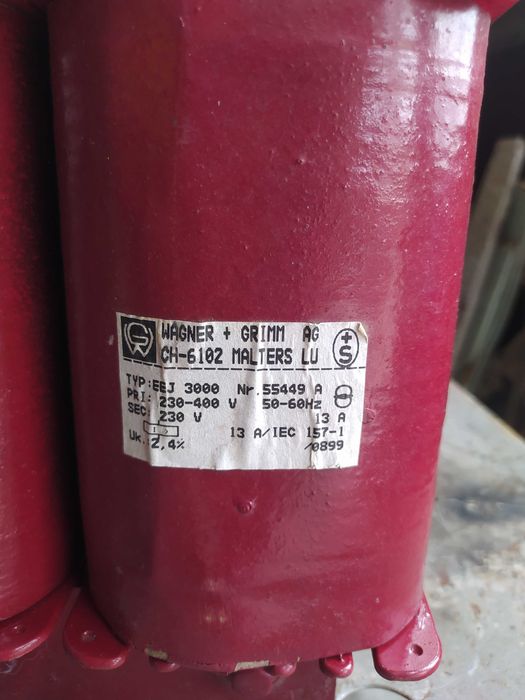 WAGNER + GRIMM AG
CH-6102 MALTERS LU
+S
TYP:EEJ 3000 Nr.55449 A
PRI: 230-400 V 50-60Hz
SEC: 230 V 13 A
13 A/IEC 157-1
Uk.:2,4% /0899